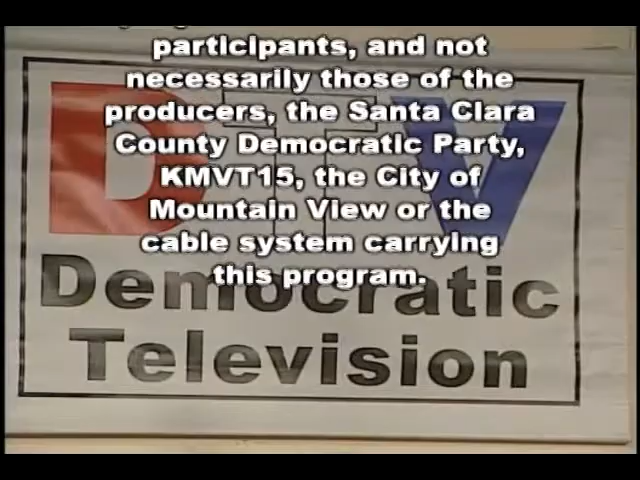 participants, and not
necessarily those of the
producers, the Santa Clara
County Democratic Party,
KMVT15, the City of
Mountain View or the
cable system carrying
this program.
DTV
Democratic
Television